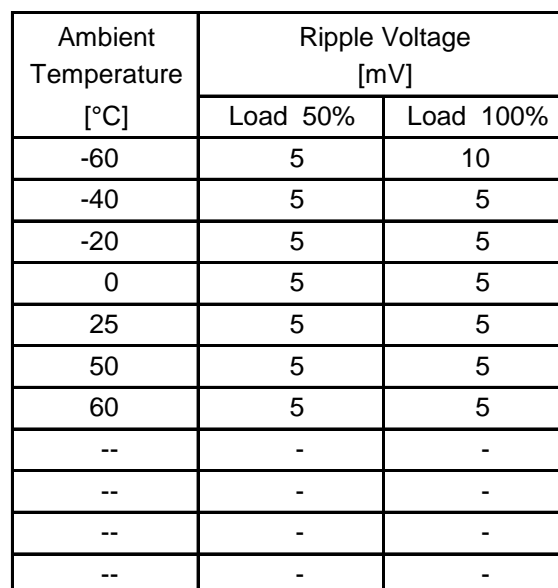 Ambient Temperature [°C] Ripple Voltage [mV]
Load 50% Load 100%
-60 5 10
-40 5 5
-20 5 5
0 5 5
25 5 5
50 5 5
60 5 5
-- - -
-- - -
-- - -
-- - -